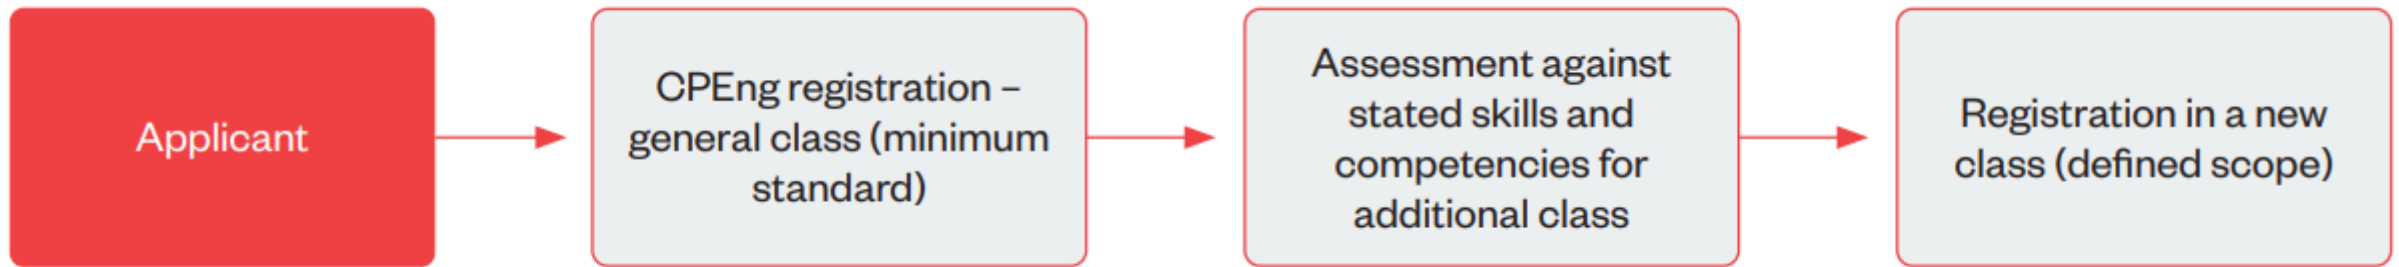 Applicant
CPEng registration –
general class (minimum
standard)
Assessment against
stated skills and
competencies for
additional class
Registration in a new
class (defined scope)